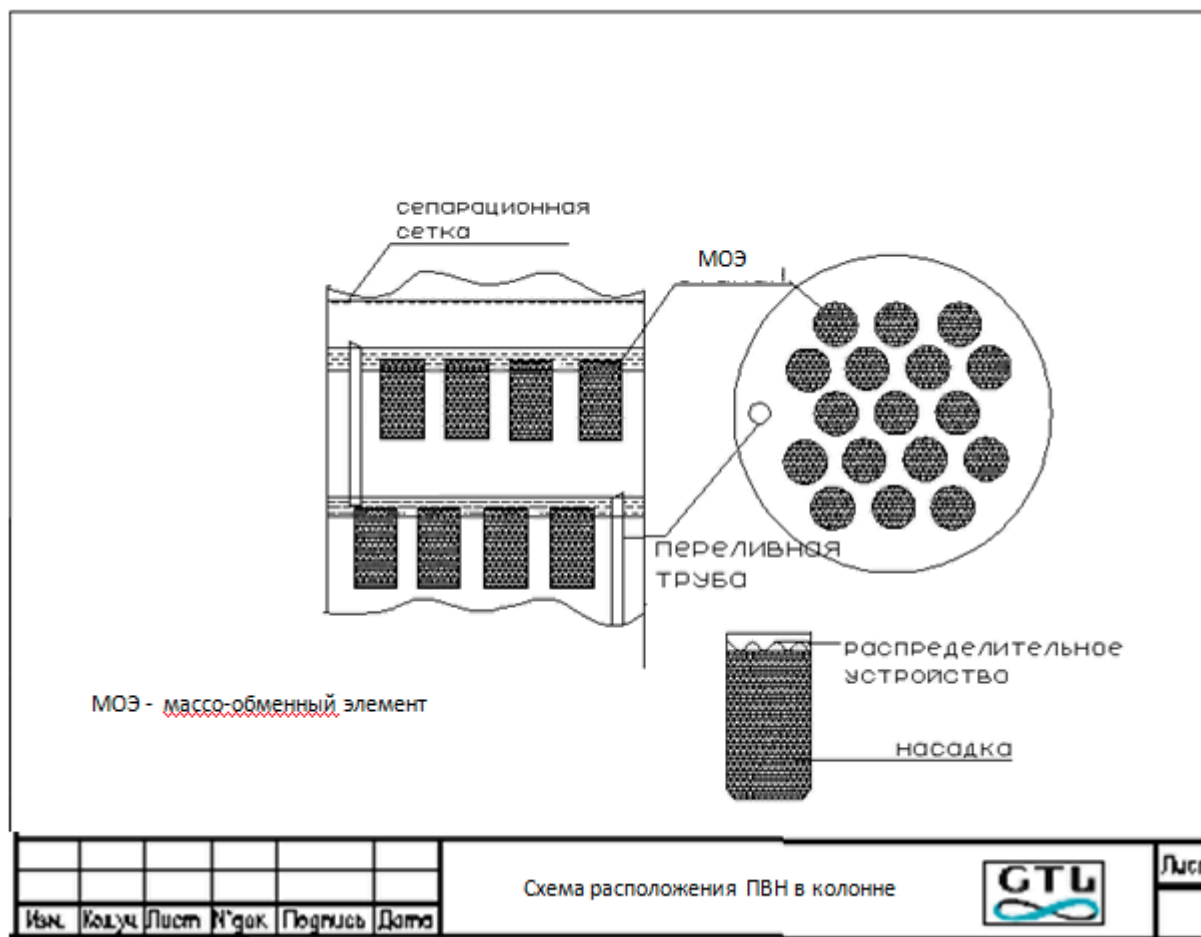 сепарационная
сетка
МОЭ
переливная
труба
распределительное
устройство
насадка
МОЭ - массо-обменный элемент
Схема расположения ПВН в колонне
GTL
Изм. Кол.уч Лист N°док Подпись Дата